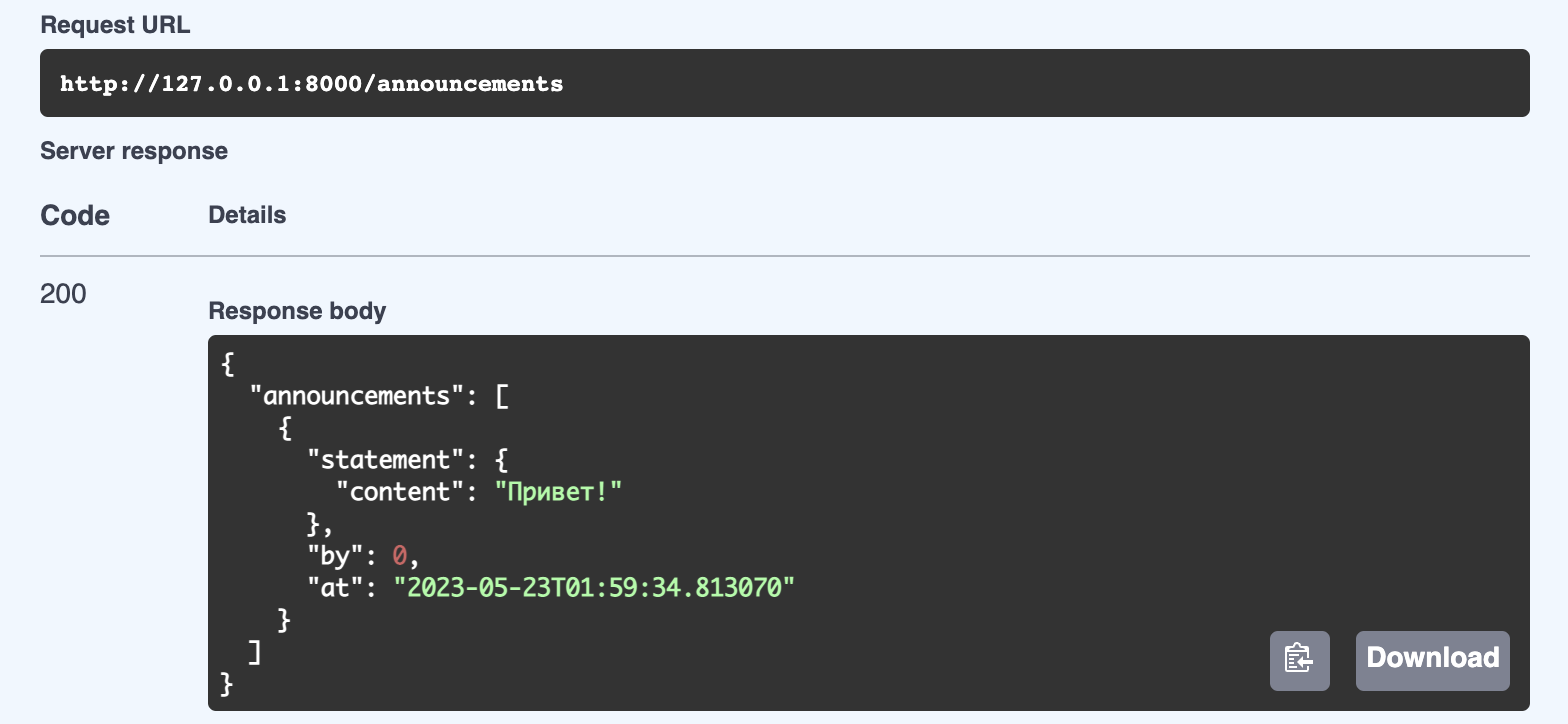 Request URL
http://127.0.0.1:8000/announcements
Server response
Code Details
200
Response body
{
  "announcements": [
    {
      "statement": {
        "content": "Привет!"
      },
      "by": 0,
      "at": "2023-05-23T01:59:34.813070"
    }
  ]
}
Download